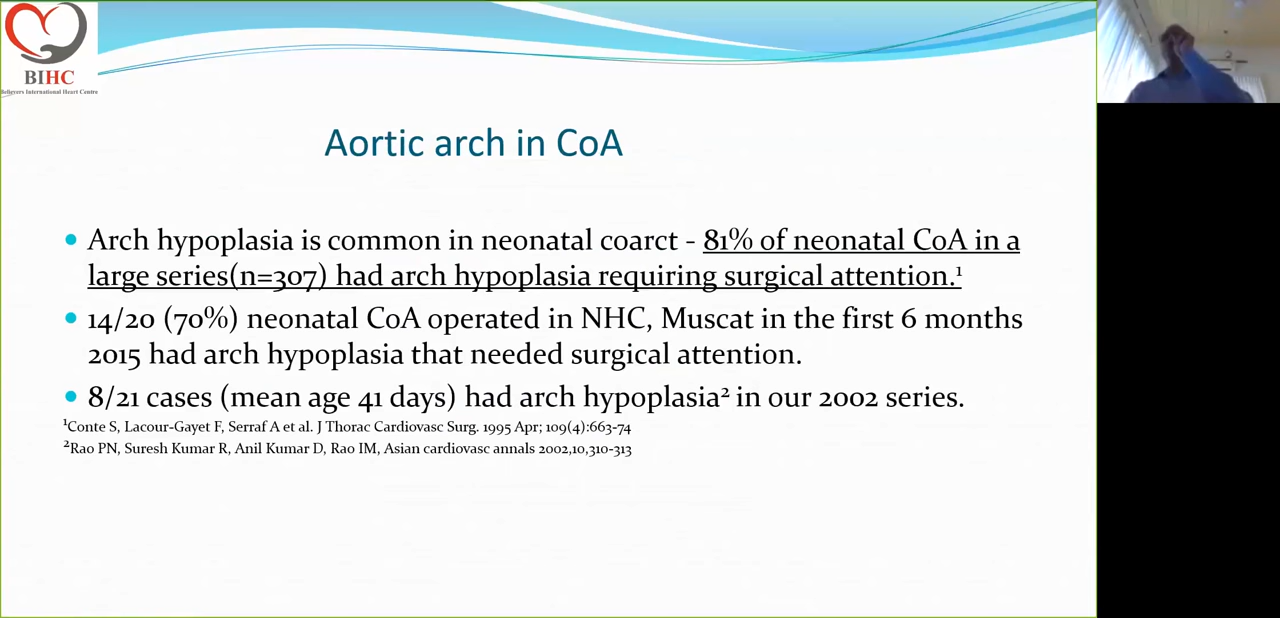 BIHC
Believers International Heart Centre
Aortic arch in CoA
• Arch hypoplasia is common in neonatal coarct - 81% of neonatal CoA in a
large series(n=307) had arch hypoplasia requiring surgical attention.¹
• 14/20 (70%) neonatal CoA operated in NHC, Muscat in the first 6 months
2015 had arch hypoplasia that needed surgical attention.
• 8/21 cases (mean age 41 days) had arch hypoplasia² in our 2002 series.
¹Conte S, Lacour-Gayet F, Serraf A et al. J Thorac Cardiovasc Surg. 1995 Apr; 109(4):663-74
²Rao PN, Suresh Kumar R, Anil Kumar D, Rao IM, Asian cardiovasc annals 2002,10,310-313